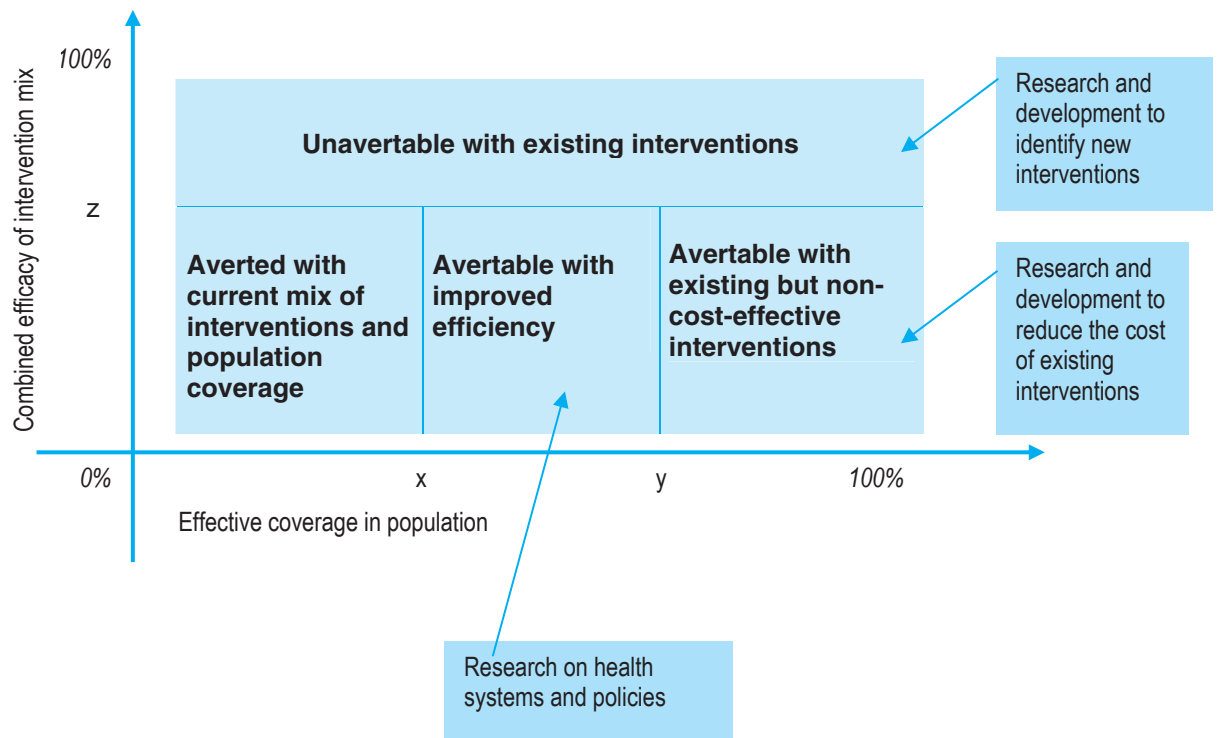 Combined efficacy of intervention mix
100%
z
Unavertable with existing interventions
Averted with
current mix of
interventions and
population
coverage
Avertable with
improved
efficiency
Avertable with
existing but non-
cost-effective
interventions
Research and
development to
identify new
interventions
Research and
development to
reduce the cost
of existing
interventions
0%
x
y
100%
Effective coverage in population
Research on health
systems and policies